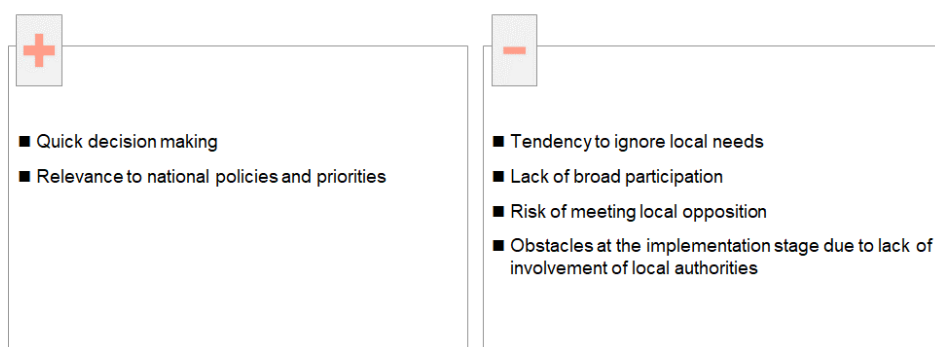 ■ Quick decision making
■ Relevance to national policies and priorities
■ Tendency to ignore local needs
■ Lack of broad participation
■ Risk of meeting local opposition
■ Obstacles at the implementation stage due to lack of
involvement of local authorities